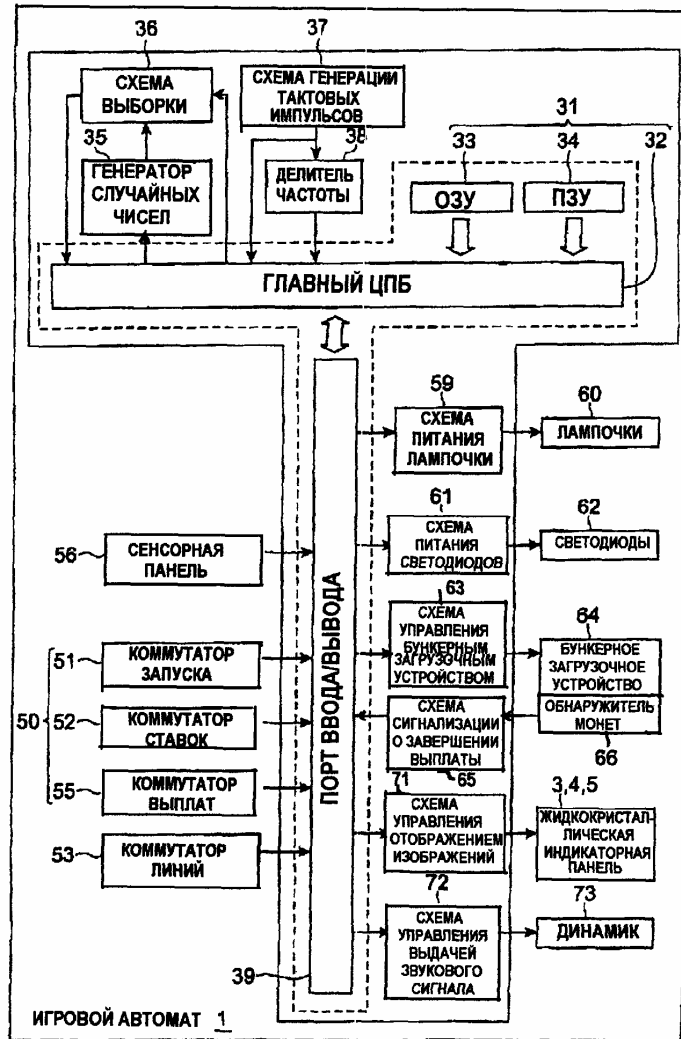 36
37
СХЕМА
ВЫБОРКИ
СХЕМА ГЕНЕРАЦИИ
ТАКТОВЫХ
ИМПУЛЬСОВ
31
35
38
33
34
32
ГЕНЕРАТОР
СЛУЧАЙНЫХ
ЧИСЕЛ
ДЕЛИТЕЛЬ
ЧАСТОТЫ
ОЗУ
ПЗУ
ГЛАВНЫЙ ЦПБ
59
60
СХЕМА
ПИТАНИЯ
ЛАМПОЧКИ
ЛАМПОЧКИ
61
62
56
СЕНСОРНАЯ
ПАНЕЛЬ
СХЕМА
ПИТАНИЯ
СВЕТОДИОДОВ
СВЕТОДИОДЫ
63
64
СХЕМА
УПРАВЛЕНИЯ
БУНКЕРНЫМ
ЗАГРУЗОЧНЫМ
УСТРОЙСТВОМ
БУНКЕРНОЕ
ЗАГРУЗОЧНОЕ
УСТРОЙСТВО
51
КОММУТАТОР
ЗАПУСКА
50
52
КОММУТАТОР
СТАВОК
СХЕМА
СИГНАЛИЗАЦИИ
О ЗАВЕРШЕНИИ
ВЫПЛАТЫ
65
ОБНАРУЖИТЕЛЬ
МОНЕТ
66
55
КОММУТАТОР
ВЫПЛАТ
71
3,4,5
СХЕМА
УПРАВЛЕНИЯ
ОТОБРАЖЕНИЕМ
ИЗОБРАЖЕНИЙ
ЖИДКОКРИСТАЛ-
ЛИЧЕСКАЯ
ИНДИКАТОРНАЯ
ПАНЕЛЬ
53
КОММУТАТОР
ЛИНИЙ
ПОРТ ВВОДА/ВЫВОДА
72
73
СХЕМА
УПРАВЛЕНИЯ
ВЫДАЧЕЙ
ЗВУКОВОГО
СИГНАЛА
ДИНАМИК
39
ИГРОВОЙ АВТОМАТ 1